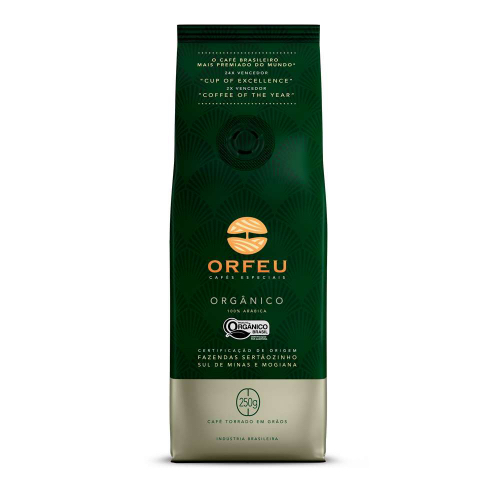 O CAFÉ BRASILEIRO
MAIS PREMIADO DO MUNDO*
24X VENCEDOR
"CUP OF EXCELLENCE"
2X VENCEDOR
"COFFEE OF THE YEAR"
ORFEU
CAFÉS ESPECIAIS
ORGÂNICO
100% ARÁBICA
ORGÂNICO
BRASIL
CERTIFICAÇÃO DE ORIGEM
FAZENDAS SERTÃOZINHO
SUL DE MINAS E MOGIANA
250g
CAFÉ TORRADO EM GRÃOS
INDÚSTRIA BRASILEIRA